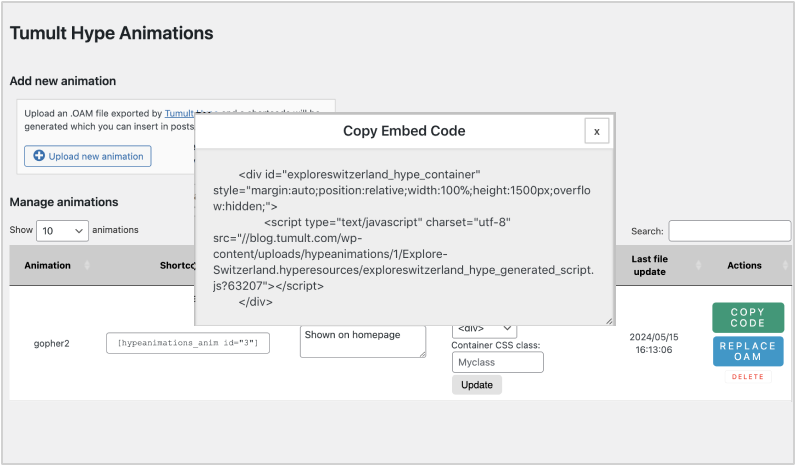 Tumult Hype Animations
Add new animation
Upload an .OAM file exported by Tumult
generated which you can insert in posts
Upload new animation
Manage animations
Show 10 animations
Search:
Copy Embed Code
x
<div id="exploreswitzerland_hype_container"
style="margin:auto;position:relative;width:100%;height:1500px;overflo
w:hidden;">
<script type="text/javascript" charset="utf-8"
src="//blog.tumult.com/wp-
content/uploads/hypeanimations/1/Explore-
Switzerland.hyperesources/exploreswitzerland_hype_generated_script.
js?63207"></script>
</div>
Animation
Shortc
Last file
update
Actions
gopher2
[hypeanimations_anim id="3"]
Shown on homepage
<div>
Container CSS class:
Myclass
Update
2024/05/15
16:13:06
COPY
CODE
REPLACE
OAM
DELETE